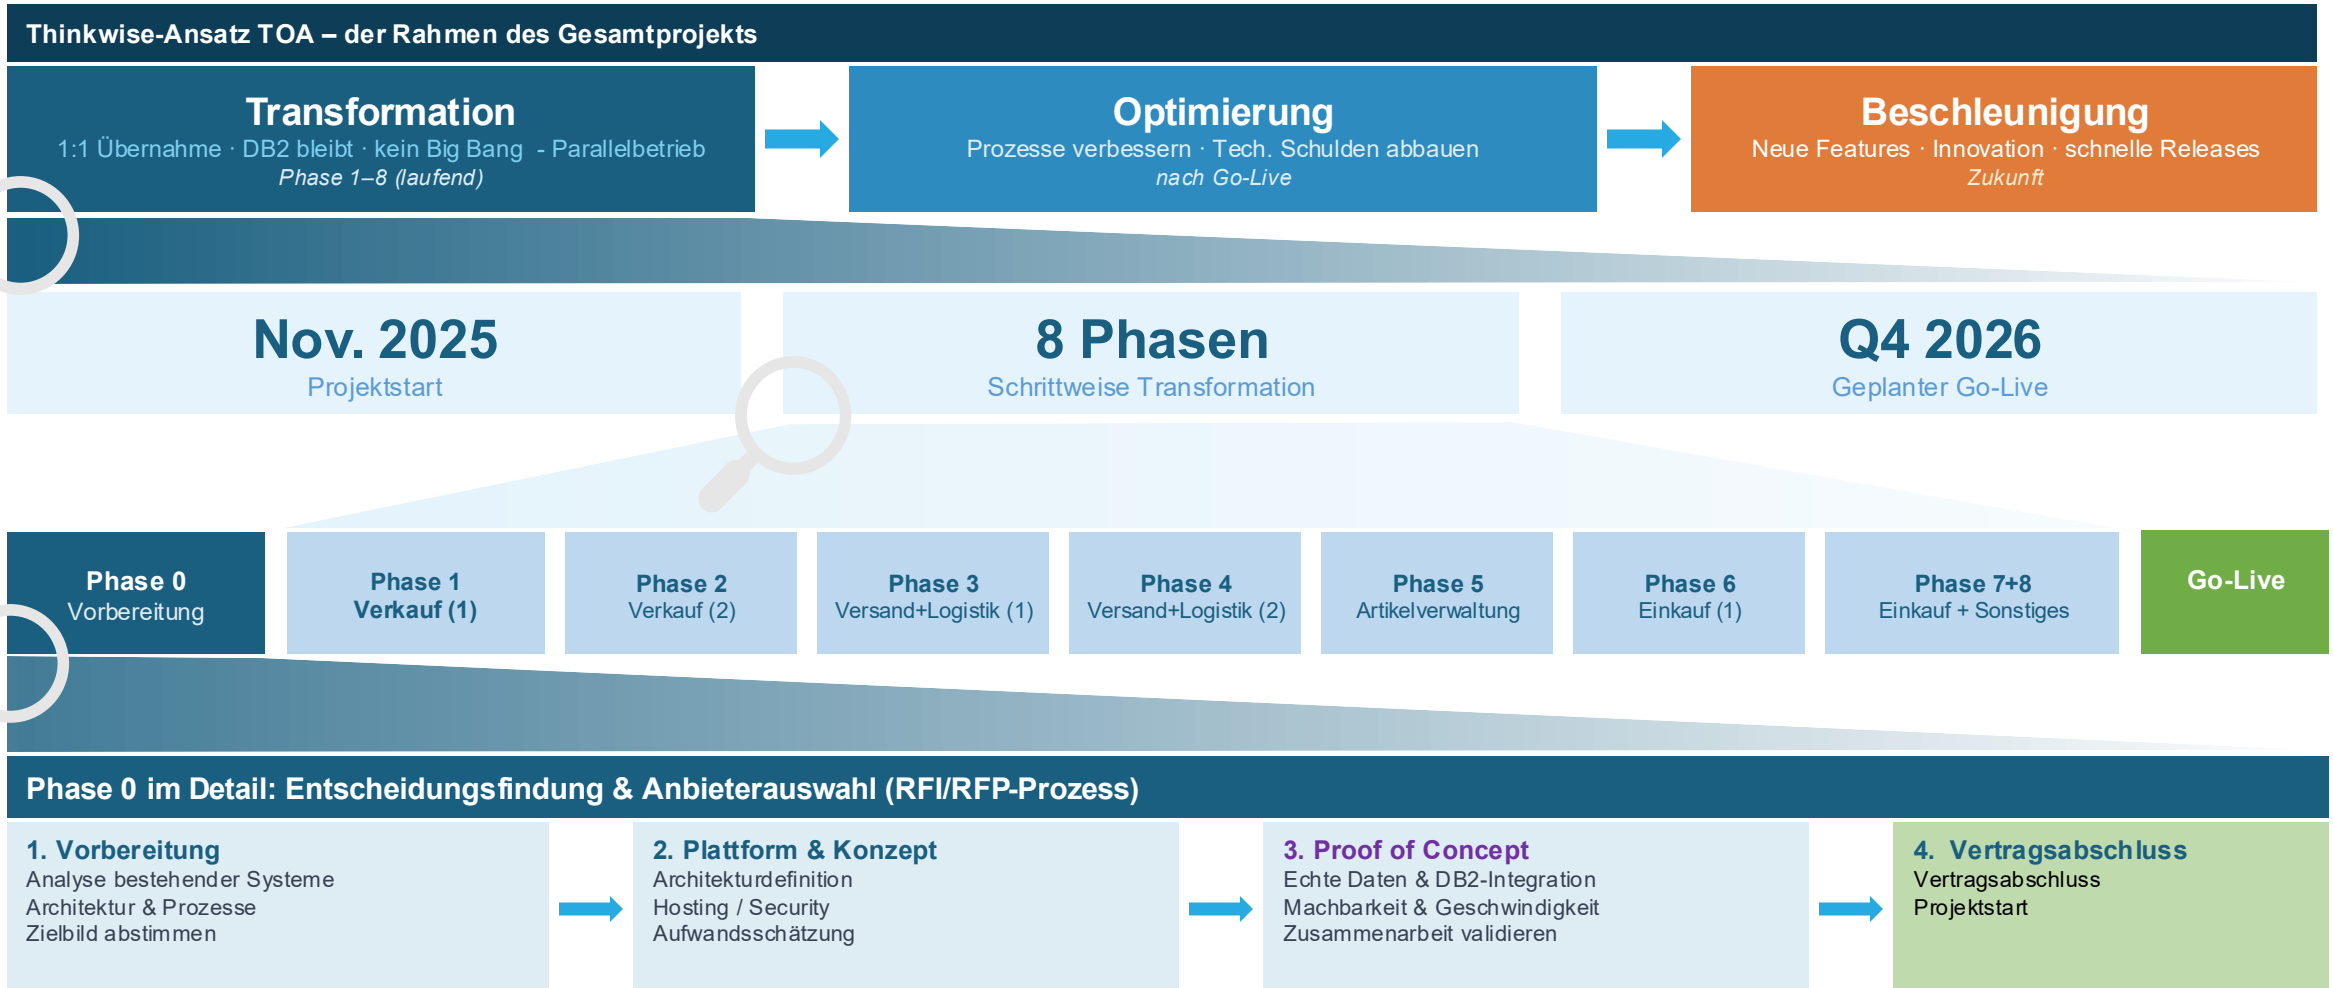 Thinkwise-Ansatz TOA – der Rahmen des Gesamtprojekts
Transformation
1:1 Übernahme · DB2 bleibt · kein Big Bang - Parallelbetrieb
Phase 1–8 (laufend)
Optimierung
Prozesse verbessern · Tech. Schulden abbauen
nach Go-Live
Beschleunigung
Neue Features · Innovation · schnelle Releases
Zukunft
Nov. 2025
Projektstart
8 Phasen
Schrittweise Transformation
Q4 2026
Geplanter Go-Live
Phase 0
Vorbereitung
Phase 1
Verkauf (1)
Phase 2
Verkauf (2)
Phase 3
Versand+Logistik (1)
Phase 4
Versand+Logistik (2)
Phase 5
Artikelverwaltung
Phase 6
Einkauf (1)
Phase 7+8
Einkauf + Sonstiges
Go-Live
Phase 0 im Detail: Entscheidungsfindung & Anbieterauswahl (RFI/RFP-Prozess)
1. Vorbereitung
Analyse bestehender Systeme
Architektur & Prozesse
Zielbild abstimmen
2. Plattform & Konzept
Architekturdefinition
Hosting / Security
Aufwandsschätzung
3. Proof of Concept
Echte Daten & DB2-Integration
Machbarkeit & Geschwindigkeit
Zusammenarbeit validieren
4. Vertragsabschluss
Vertragsabschluss
Projektstart